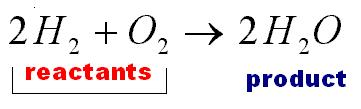 2H₂ + O₂ → 2H₂O
reactants
product